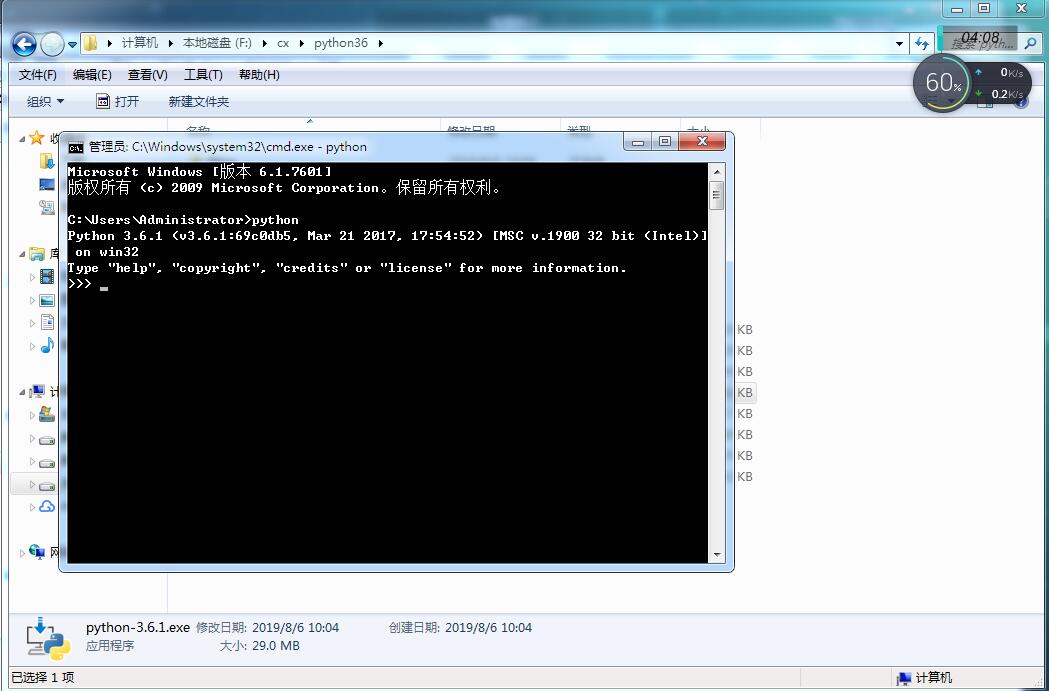 计算机 本地磁盘 (F:) cx python36
04:08
文件(F) 编辑(E) 查看(V) 工具(T) 帮助(H)
60%
0K/s
0.2K/s
组织 打开 新建文件夹
管理员: C:\Windows\system32\cmd.exe - python
Microsoft Windows [版本 6.1.7601]
版权所有 (c) 2009 Microsoft Corporation。保留所有权利。
C:\Users\Administrator>python
Python 3.6.1 (v3.6.1:69c0db5, Mar 21 2017, 17:54:52) [MSC v.1900 32 bit (Intel)]
on win32
Type "help", "copyright", "credits" or "license" for more information.
>>>
KB
KB
KB
KB
KB
KB
KB
KB
python-3.6.1.exe 修改日期: 2019/8/6 10:04 创建日期: 2019/8/6 10:04
应用程序 大小: 29.0 MB
已选择 1 项
计算机